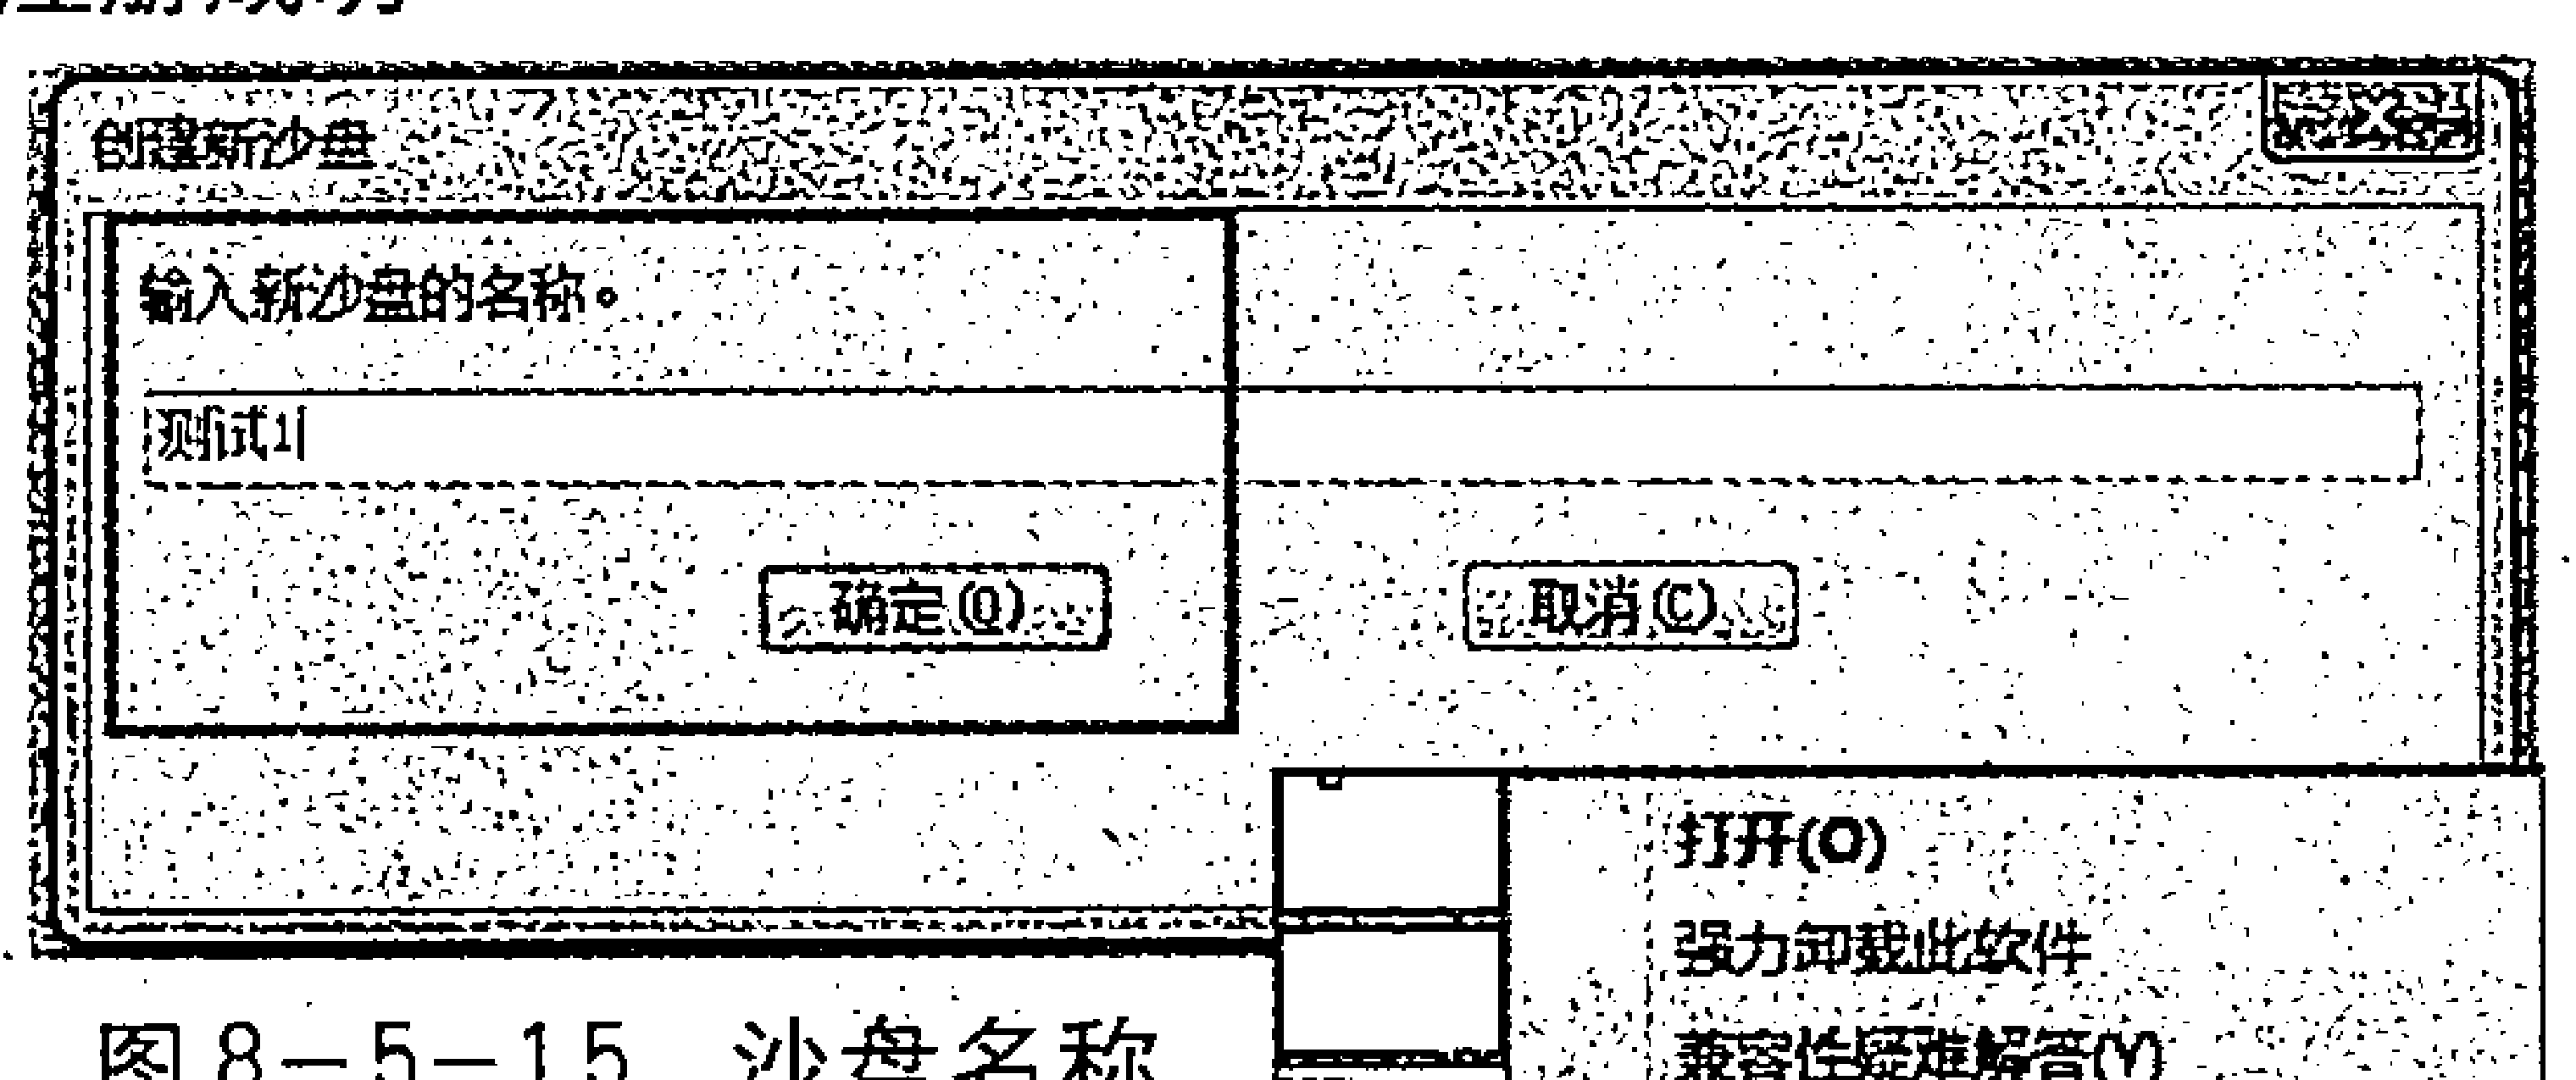 创建新沙盘
输入新沙盘的名称。
测试1
确定(O) 取消(C)
打开(O)
强力卸载此软件
兼容性疑难解答(Y)
图8-5-15 沙盘名称